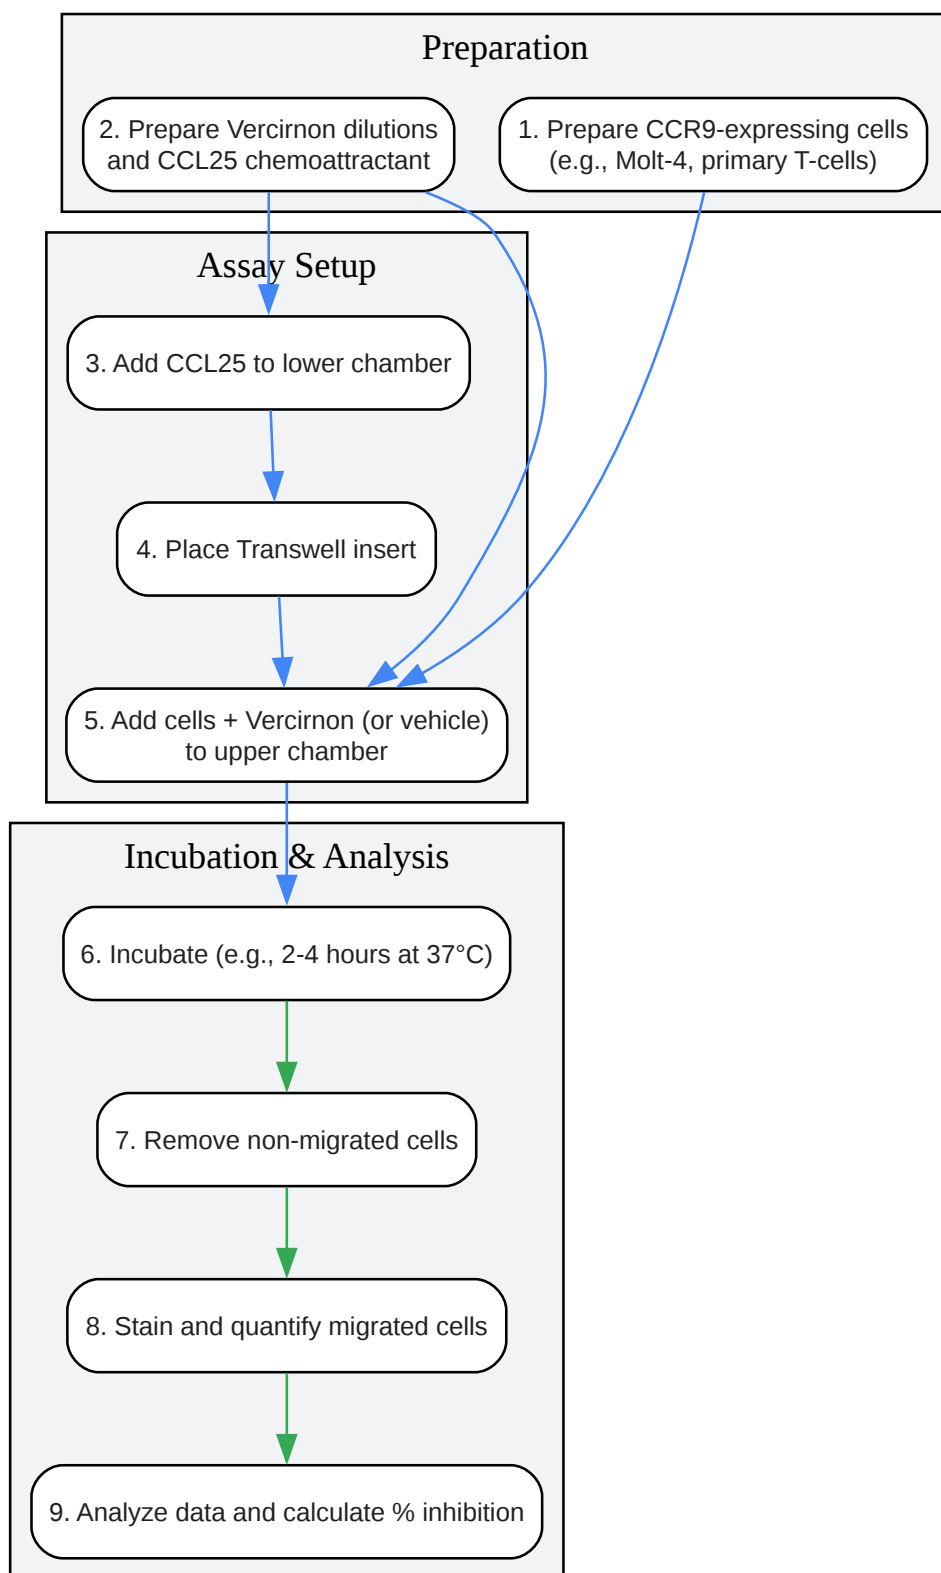 Preparation
2. Prepare Vercirnon dilutions
and CCL25 chemoattractant
1. Prepare CCR9-expressing cells
(e.g., Molt-4, primary T-cells)
Assay Setup
3. Add CCL25 to lower chamber
4. Place Transwell insert
5. Add cells + Vercirnon (or vehicle)
to upper chamber
Incubation & Analysis
6. Incubate (e.g., 2-4 hours at 37°C)
7. Remove non-migrated cells
8. Stain and quantify migrated cells
9. Analyze data and calculate % inhibition